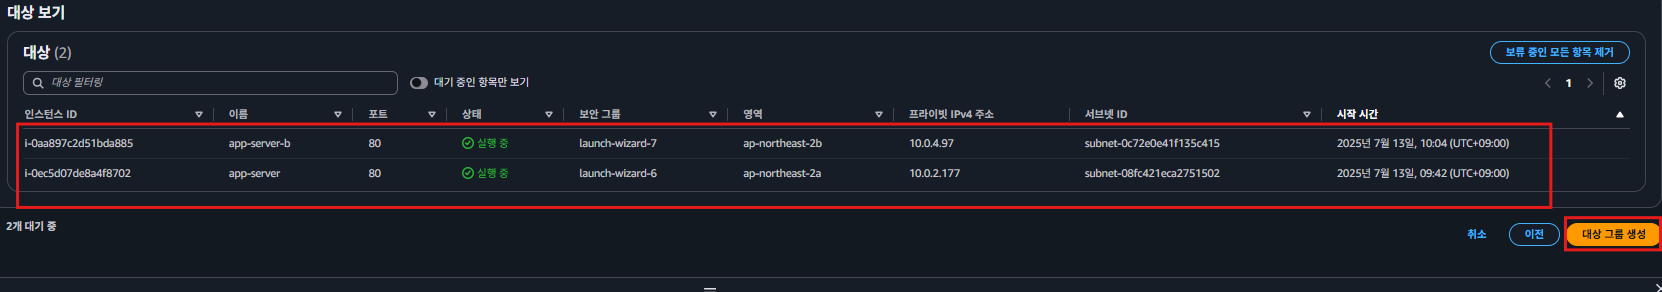 대상 보기
대상 (2)
보류 중인 모든 항목 제거
대상 필터링
대기 중인 항목만 보기
1
인스턴스 ID 이름 포트 상태 보안 그룹 영역 프라이빗 IPv4 주소 서브넷 ID 시작 시간
i-0aa897c2d51bda885 app-server-b 80 실행 중 launch-wizard-7 ap-northeast-2b 10.0.4.97 subnet-0c72e0e41f135c415 2025년 7월 13일, 10:04 (UTC+09:00)
i-0ec5d07de8a4f8702 app-server 80 실행 중 launch-wizard-6 ap-northeast-2a 10.0.2.177 subnet-08fc421eca2751502 2025년 7월 13일, 09:42 (UTC+09:00)
2개 대기 중
취소 이전 대상 그룹 생성